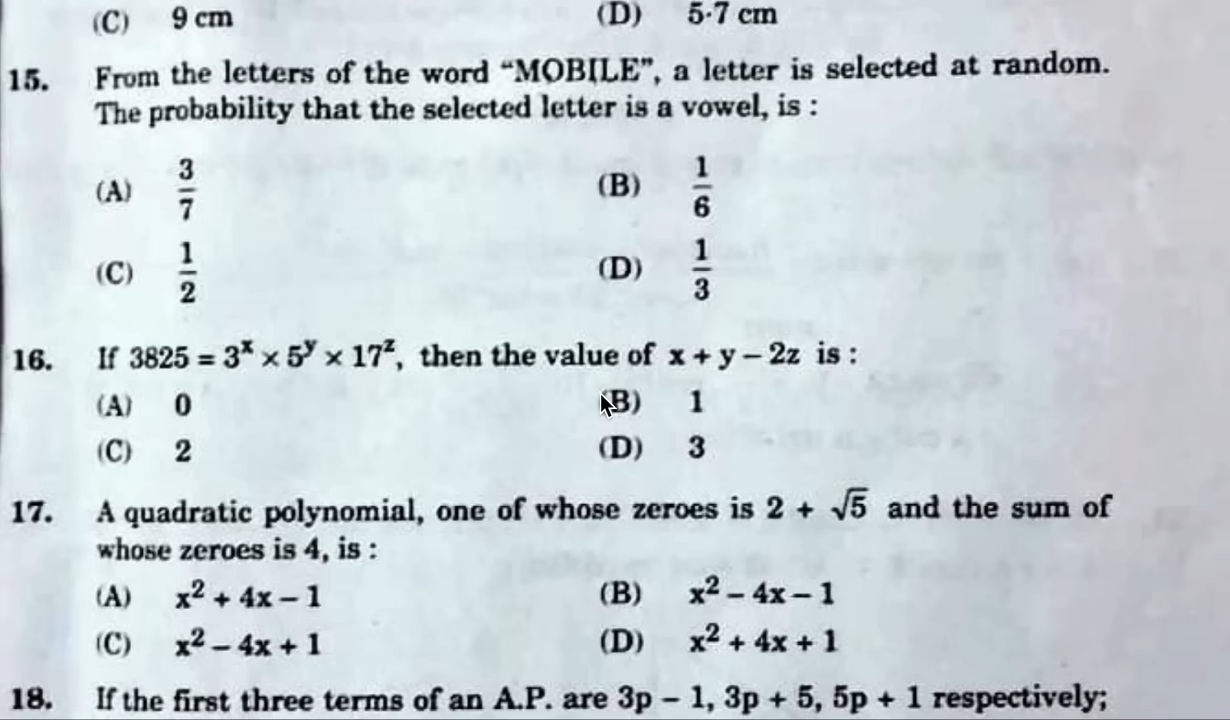 (C) 9 cm (D) 5·7 cm
15. From the letters of the word “MOBILE”, a letter is selected at random.
The probability that the selected letter is a vowel, is :
(A) 3/7 (B) 1/6
(C) 1/2 (D) 1/3
16. If 3825 = 3^x × 5^y × 17^z, then the value of x + y – 2z is :
(A) 0 (B) 1
(C) 2 (D) 3
17. A quadratic polynomial, one of whose zeroes is 2 + √5 and the sum of
whose zeroes is 4, is :
(A) x² + 4x – 1 (B) x² – 4x – 1
(C) x² – 4x + 1 (D) x² + 4x + 1
18. If the first three terms of an A.P. are 3p – 1, 3p + 5, 5p + 1 respectively;